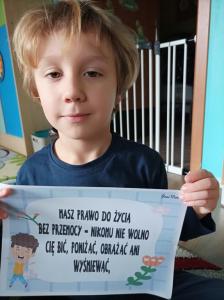 MASZ PRAWO DO ŻYCIA
BEZ PRZEMOCY - NIKOMU NIE WOLNO
CIĘ BIĆ, PONIŻAĆ, OBRAŻAĆ ANI
WYŚMIEWAĆ,